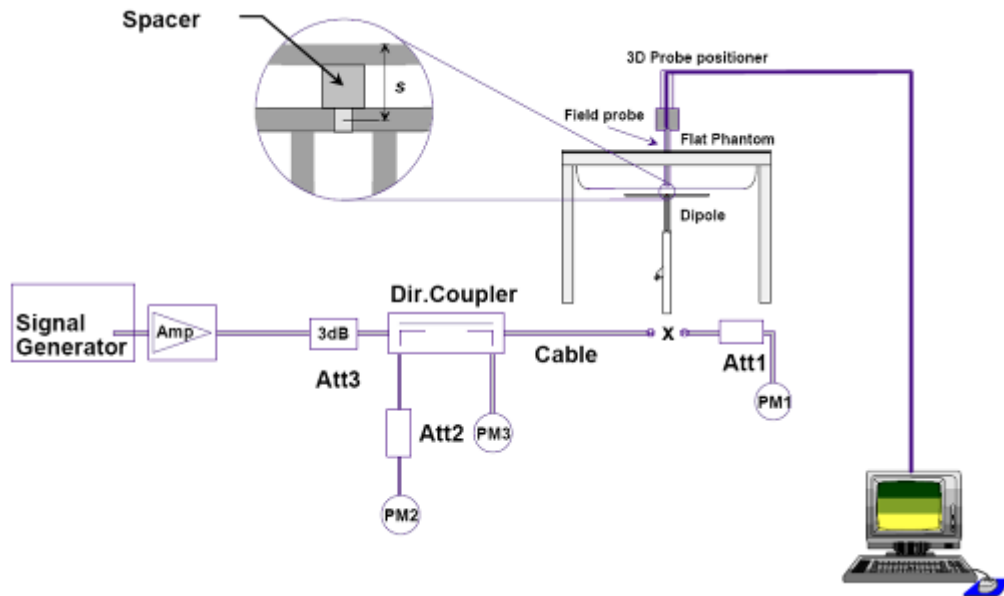 Spacer
s
3D Probe positioner
Field probe
Flat Phantom
Dipole
Signal
Generator
Amp
3dB
Att3
Dir.Coupler
Cable
x
Att1
PM1
Att2
PM3
PM2